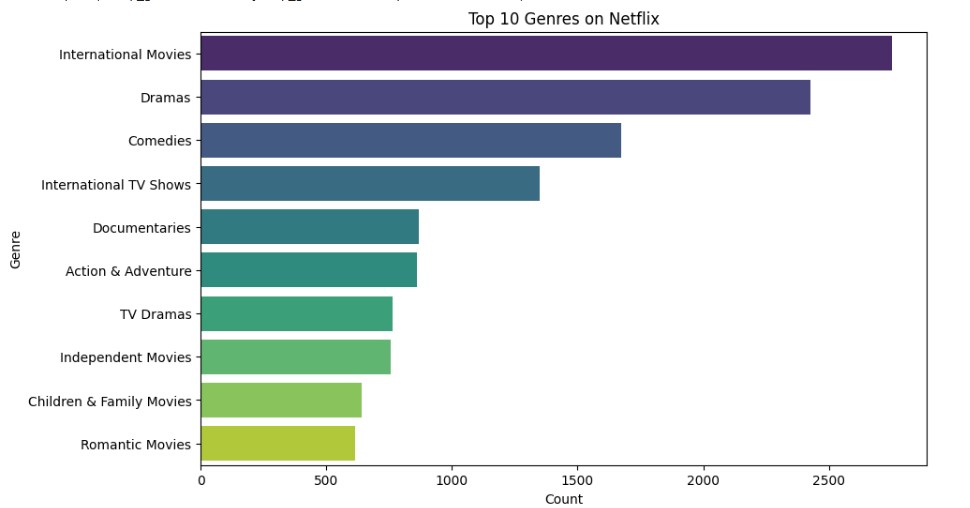 Top 10 Genres on Netflix
International Movies
Dramas
Comedies
International TV Shows
Documentaries
Action & Adventure
TV Dramas
Independent Movies
Children & Family Movies
Romantic Movies
Genre
0 500 1000 1500 2000 2500
Count